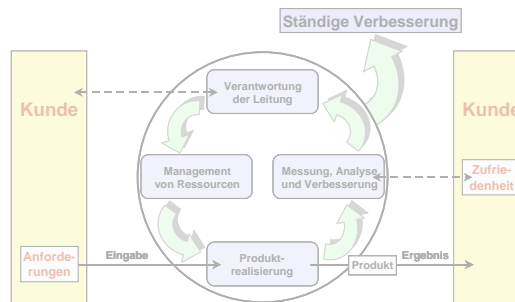 Ständige Verbesserung
Kunde
Verantwortung
der Leitung
Kunde
Management
von Ressourcen
Messung, Analyse
und Verbesserung
Zufrie-
denheit
Anforde-
rungen
Eingabe
Produkt-
realisierung
Produkt
Ergebnis